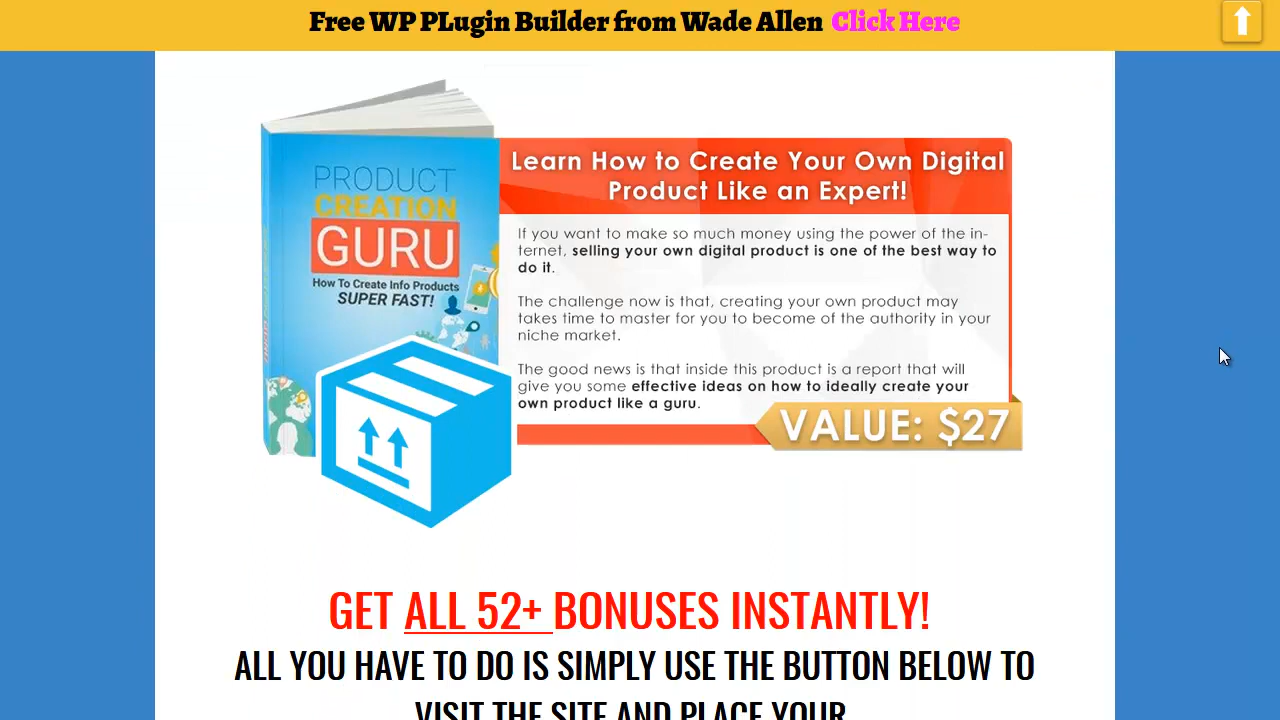 Free WP PLugin Builder from Wade Allen Click Here
PRODUCT
CREATION
GURU
How To Create Info Products
SUPER FAST!
Learn How to Create Your Own Digital
Product Like an Expert!
If you want to make so much money using the power of the in-
ternet, selling your own digital product is one of the best way to
do it.
The challenge now is that, creating your own product may
takes time to master for you to become of the authority in your
niche market.
The good news is that inside this product is a report that will
give you some effective ideas on how to ideally create your
own product like a guru.
VALUE: $27
GET ALL 52+ BONUSES INSTANTLY!
ALL YOU HAVE TO DO IS SIMPLY USE THE BUTTON BELOW TO
VISIT THE SITE AND PLACE YOUR